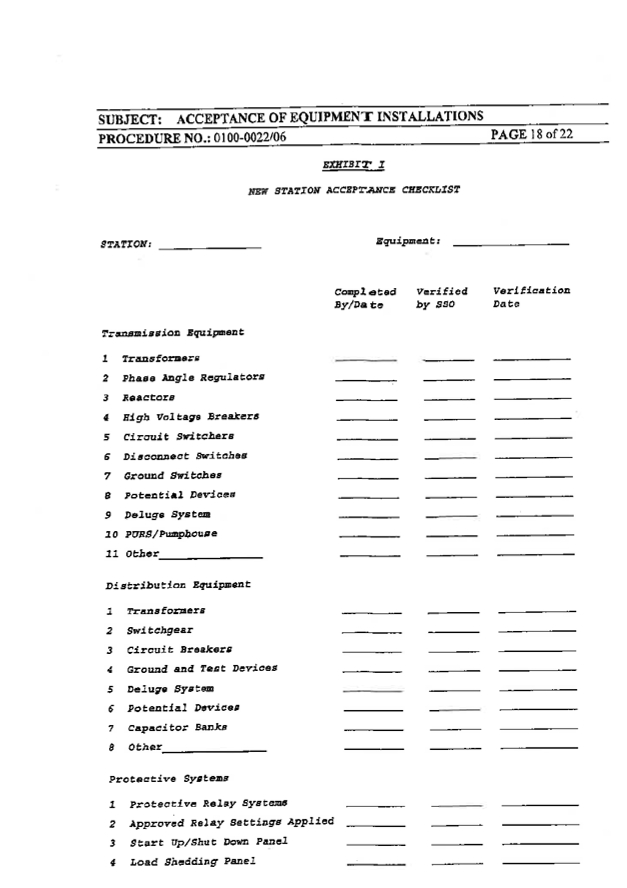 SUBJECT: ACCEPTANCE OF EQUIPMENT INSTALLATIONS
PROCEDURE NO.: 0100-0022/06 PAGE 18 of 22
EXHIBIT I
NEW STATION ACCEPTANCE CHECKLIST
STATION: Equipment:
Completed Verified Verification
By/Date by SSO Date
Transmission Equipment
1 Transformers
2 Phase Angle Regulators
3 Reactors
4 High Voltage Breakers
5 Circuit Switchers
6 Disconnect Switches
7 Ground Switches
8 Potential Devices
9 Deluge System
10 PURS/Pumphouse
11 Other
Distribution Equipment
1 Transformers
2 Switchgear
3 Circuit Breakers
4 Ground and Test Devices
5 Deluge System
6 Potential Devices
7 Capacitor Banks
8 Other
Protective Systems
1 Protective Relay Systems
2 Approved Relay Settings Applied
3 Start Up/Shut Down Panel
4 Load Shedding Panel